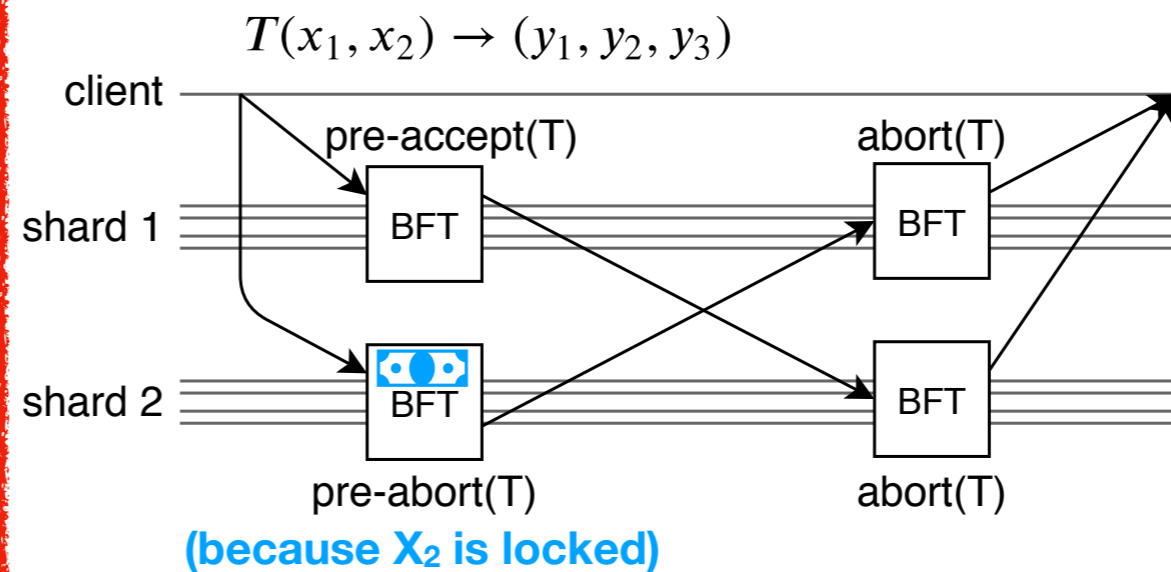 T(x₁, x₂) → (y₁, y₂, y₃)
client
pre-accept(T)
abort(T)
shard 1
BFT
BFT
shard 2
BFT
BFT
pre-abort(T)
abort(T)
(because X₂ is locked)